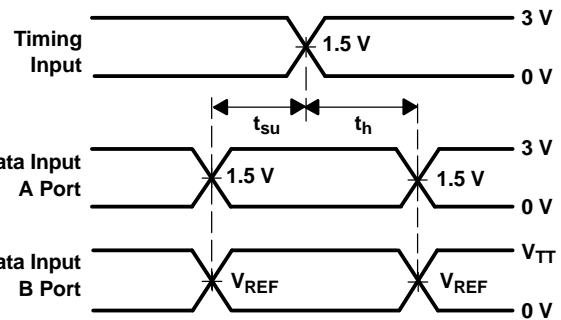 3 V
Timing
Input
1.5 V
0 V
tsu
th
ata Input
A Port
3 V
1.5 V
1.5 V
0 V
ata Input
B Port
VTT
VREF
VREF
0 V